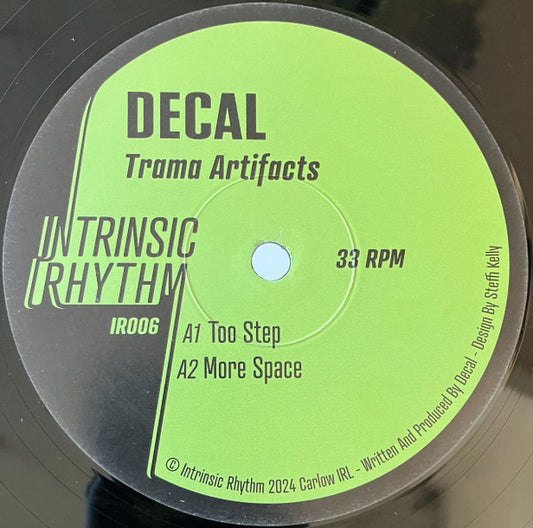 DECAL
Trama Artifacts
INTRINSIC
RHYTHM
33 RPM
IR006
A1 Too Step
A2 More Space
© Intrinsic Rhythm 2024 Carlow IRL - Written And Produced By Decal - Design By Steffi Kelly